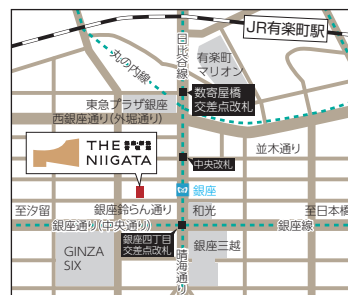 JR有楽町駅
丸の内線
日比谷線
有楽町
マリオン
数寄屋橋
交差点改札
東急プラザ銀座
西銀座通り(外堀通り)
THE
NIIGATA
中央改札
並木通り
銀座
至汐留
銀座鈴らん通り
和光
至日本橋
銀座通り(中央通り)
銀座線
銀座四丁目
交差点改札
GINZA
SIX
晴海通り
銀座三越